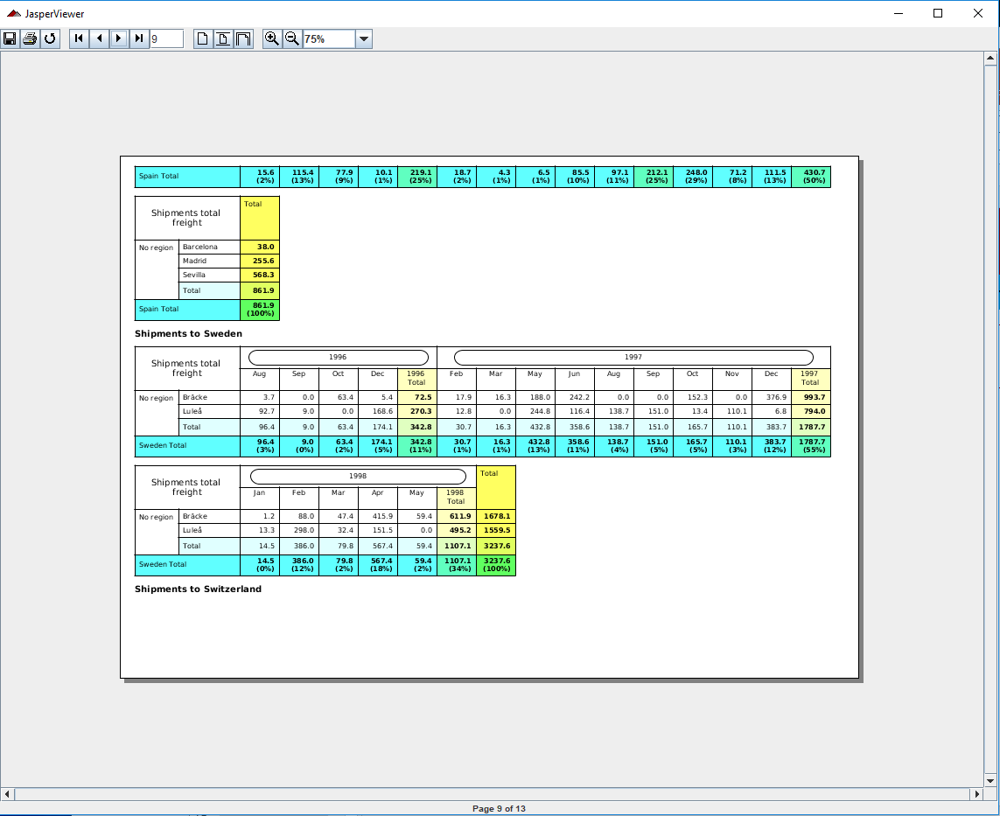 JasperViewer
9
75%
Spain Total 15.6 115.4 77.9 10.1 219.1 18.7 4.3 6.5 85.5 97.1 212.1 248.0 71.2 111.5 430.7
(2%) (13%) (9%) (1%) (25%) (2%) (1%) (1%) (10%) (11%) (25%) (29%) (8%) (13%) (50%)
Total
Shipments total
freight
No region Barcelona 38.0
Madrid 255.6
Sevilla 568.3
Total 861.9
Spain Total 861.9
(100%)
Shipments to Sweden
1996 1997
Shipments total
freight
Aug Sep Oct Dec 1996 Feb Mar May Jun Aug Sep Oct Nov Dec 1997
Total Total
No region Bräcke 3.7 0.0 63.4 5.4 72.5 17.9 16.3 188.0 242.2 0.0 0.0 152.3 0.0 376.9 993.7
Luleå 92.7 9.0 0.0 168.6 270.3 12.8 0.0 244.8 116.4 138.7 151.0 13.4 110.1 6.8 794.0
Total 96.4 9.0 63.4 174.1 342.8 30.7 16.3 432.8 358.6 138.7 151.0 165.7 110.1 383.7 1787.7
Sweden Total 96.4 9.0 63.4 174.1 342.8 30.7 16.3 432.8 358.6 138.7 151.0 165.7 110.1 383.7 1787.7
(3%) (0%) (2%) (5%) (11%) (1%) (1%) (13%) (11%) (4%) (5%) (5%) (3%) (12%) (55%)
1998 Total
Shipments total
freight
Jan Feb Mar Apr May 1998
Total
No region Bräcke 1.2 88.0 47.4 415.9 59.4 611.9 1678.1
Luleå 13.3 298.0 32.4 151.5 0.0 495.2 1559.5
Total 14.5 386.0 79.8 567.4 59.4 1107.1 3237.6
Sweden Total 14.5 386.0 79.8 567.4 59.4 1107.1 3237.6
(0%) (12%) (2%) (18%) (2%) (34%) (100%)
Shipments to Switzerland
Page 9 of 13